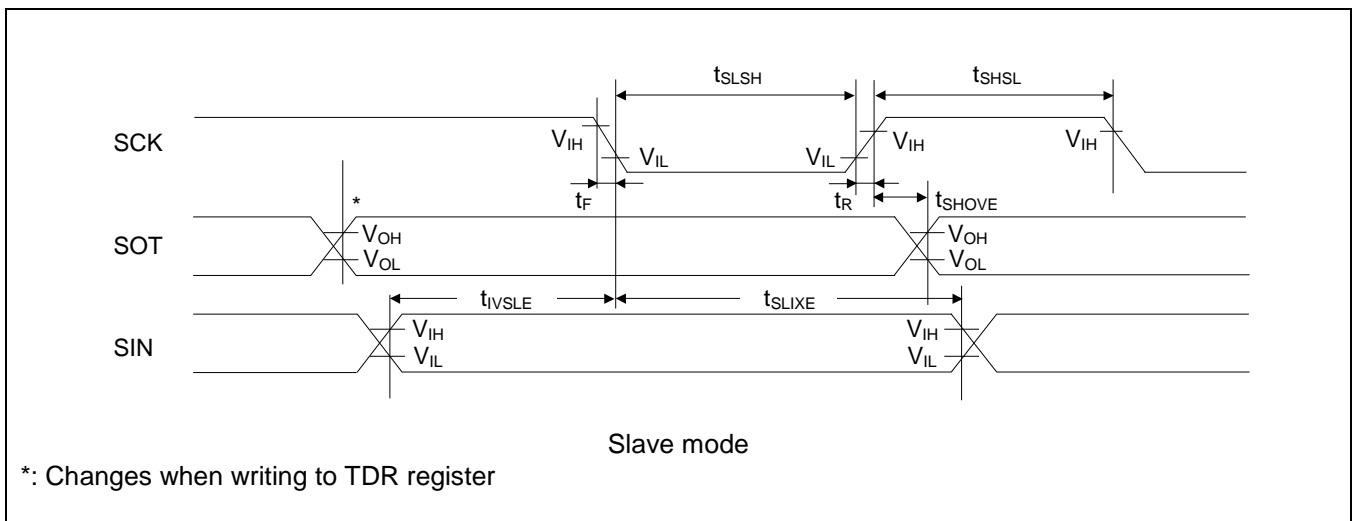 tSLSH tSHSL
SCK VIH VIL VIL VIH VIH
tF tR tSHOVE
*
SOT VOH VOL VOH VOL
tIVSLE tSLIXE
SIN VIH VIL VIH VIL
Slave mode
*: Changes when writing to TDR register